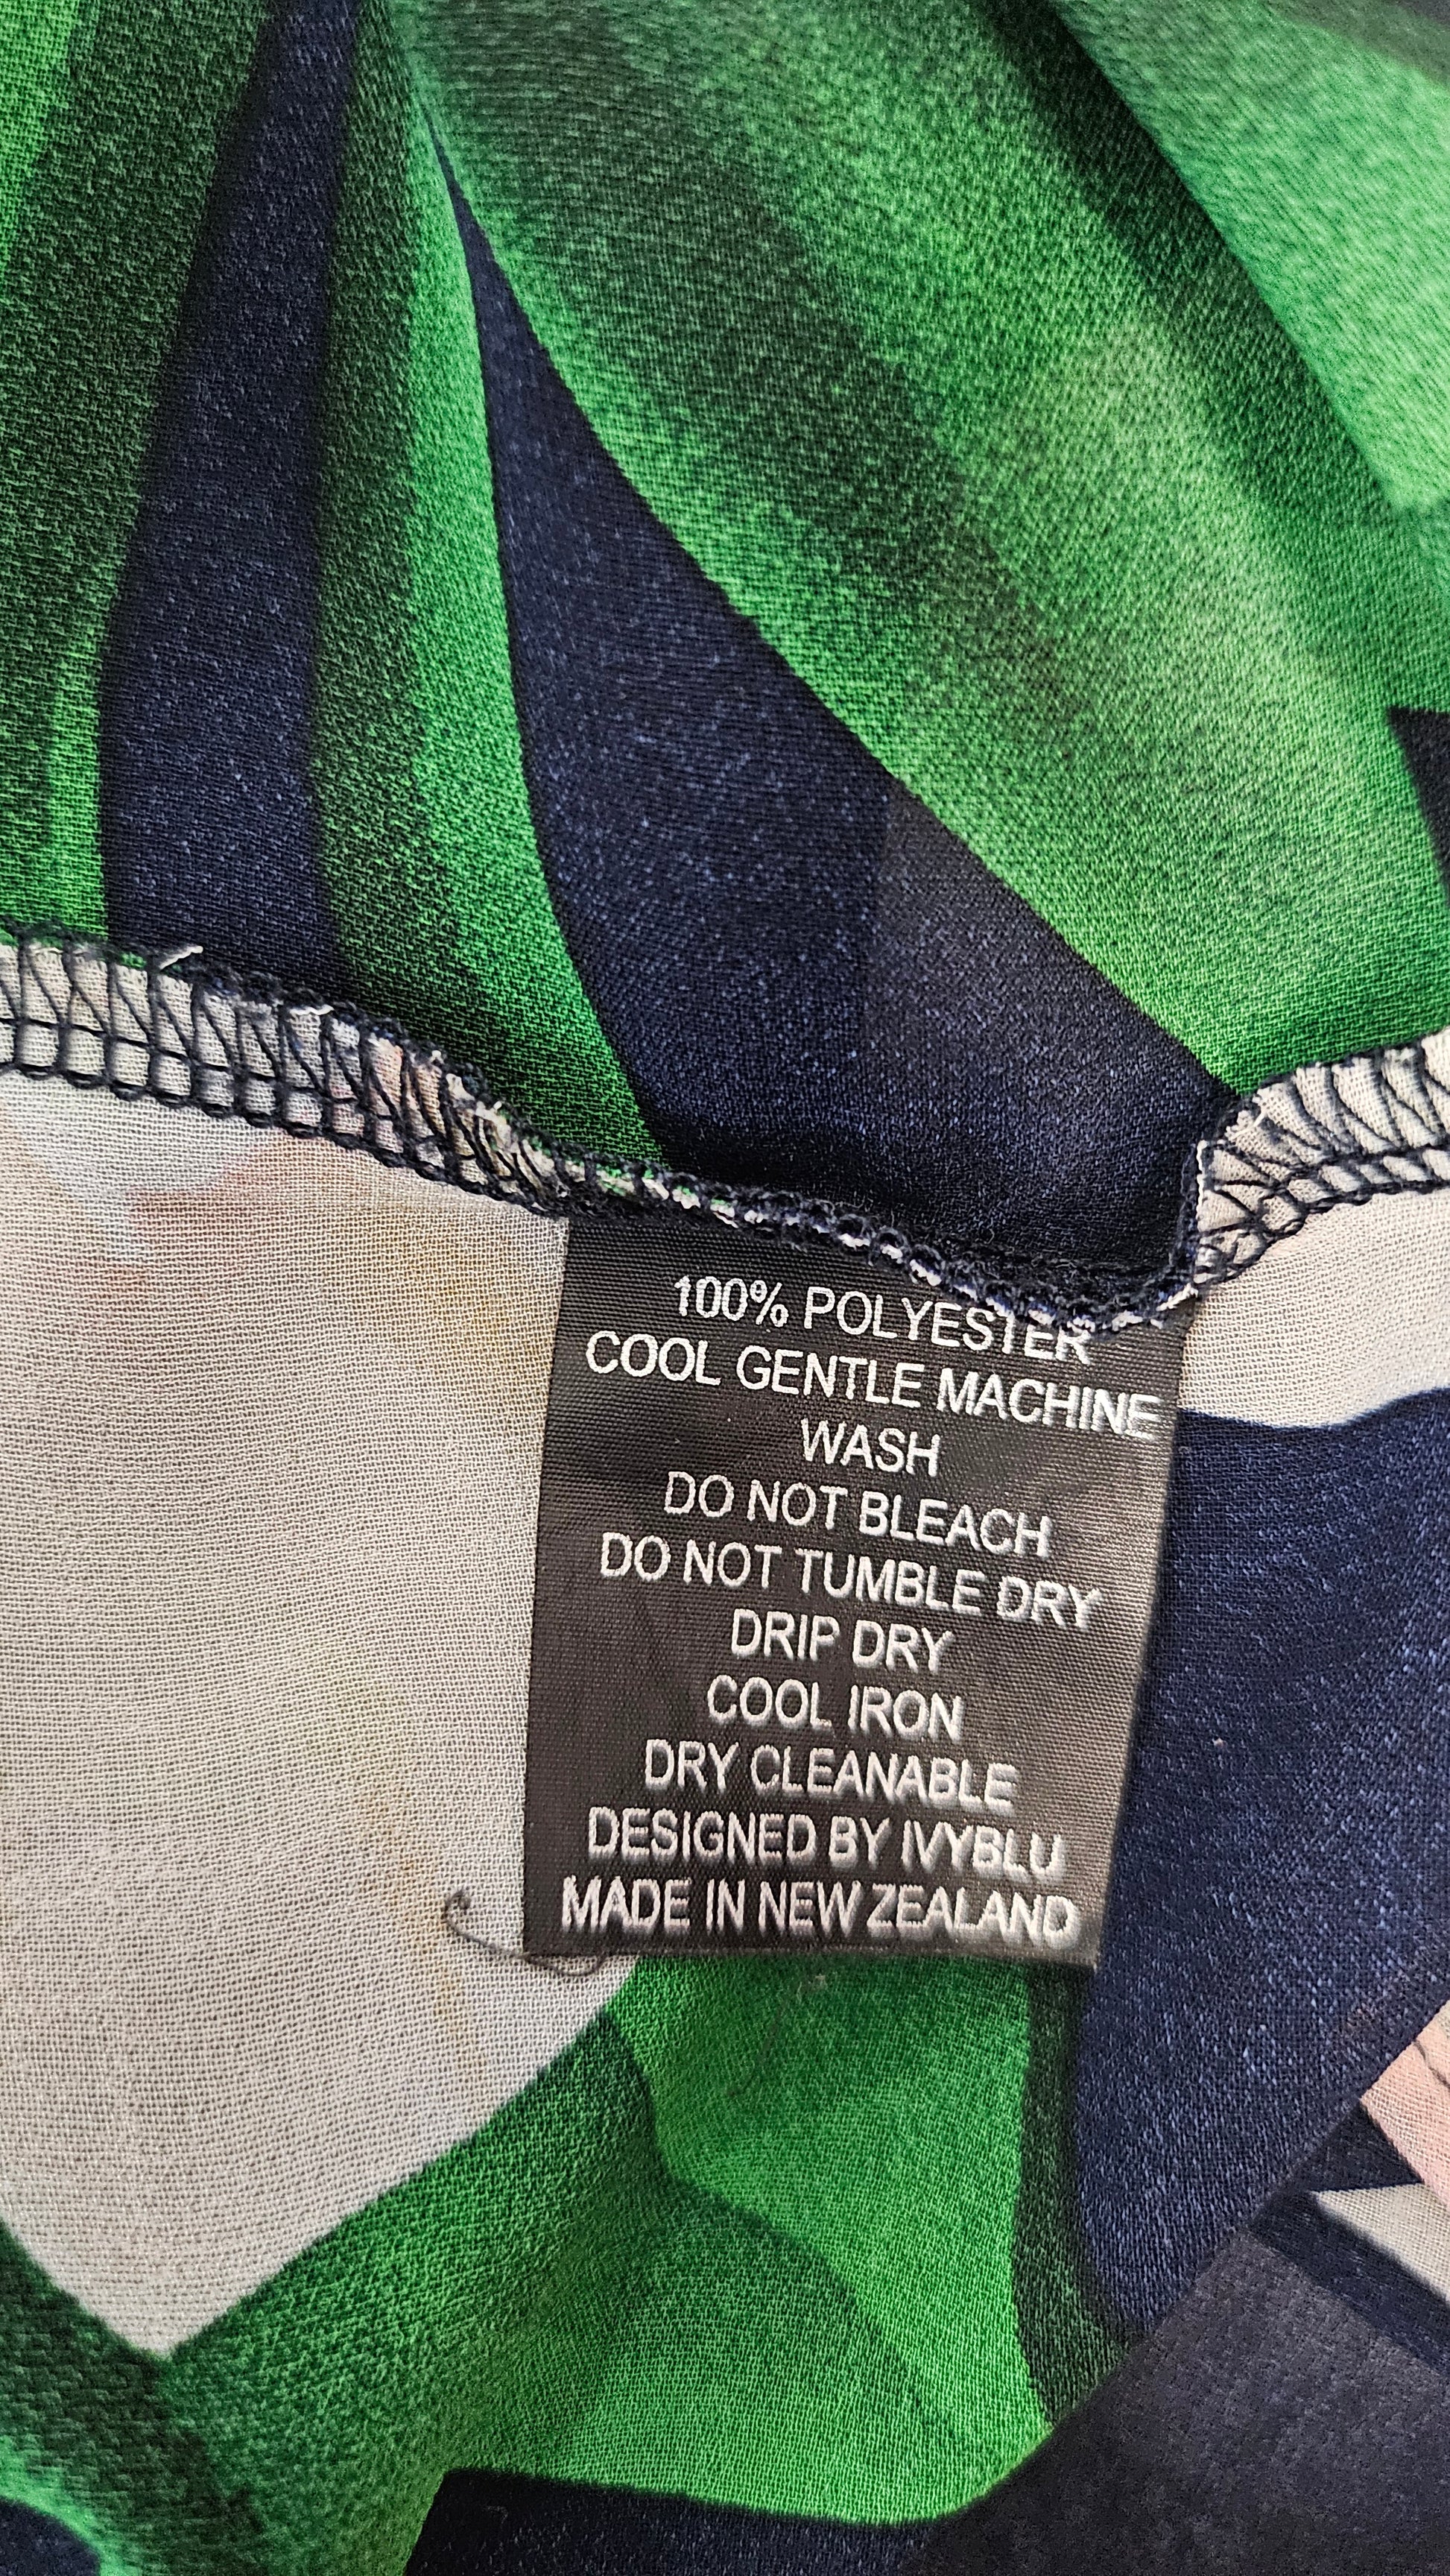 100% POLYESTER
COOL GENTLE MACHINE
WASH
DO NOT BLEACH
DO NOT TUMBLE DRY
DRIP DRY
COOL IRON
DRY CLEANABLE
DESIGNED BY IVYBLU
MADE IN NEW ZEALAND